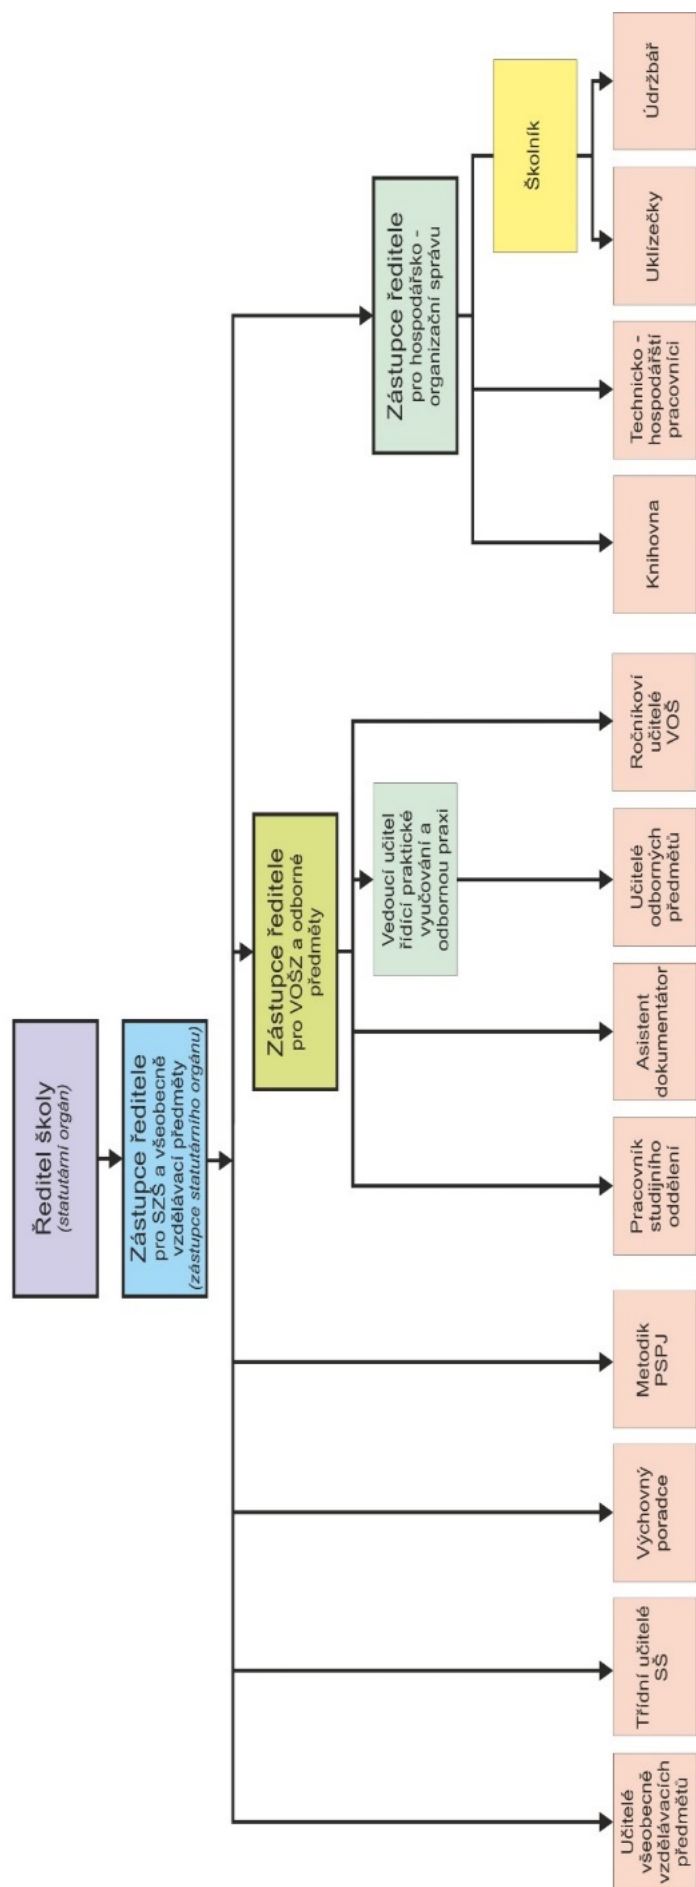 Ředitel školy
(statutární orgán)
Zástupce ředitele
pro SZŠ a všeobecně
vzdělávací předměty
(zástupce statutárního orgánu)
Zástupce ředitele
pro VOŠZ a odborné
předměty
Zástupce ředitele
pro hospodářsko -
organizační správu
Vedoucí učitel
řídící praktické
vyučování a
odbornou praxi
Školník
Učitelé
všeobecně
vzdělávacích
předmětů
Třídní učitelé
SŠ
Výchovný
poradce
Metodik
PSPJ
Pracovník
studijního
oddělení
Asistent
dokumentátor
Učitelé
odborných
předmětů
Ročníkoví
učitelé
VOŠ
Knihovna
Technicko -
hospodářští
pracovníci
Uklízečky
Údržbář